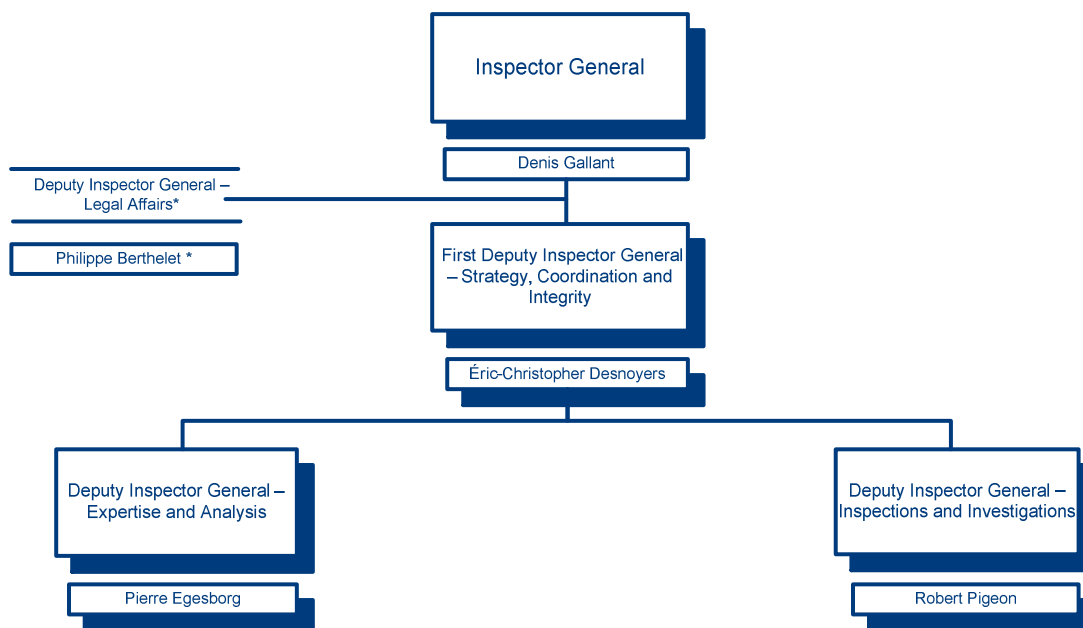 Inspector General
Denis Gallant
Deputy Inspector General –
Legal Affairs*
Philippe Berthelet *
First Deputy Inspector General
– Strategy, Coordination and
Integrity
Éric-Christopher Desnoyers
Deputy Inspector General –
Expertise and Analysis
Pierre Egesborg
Deputy Inspector General –
Inspections and Investigations
Robert Pigeon